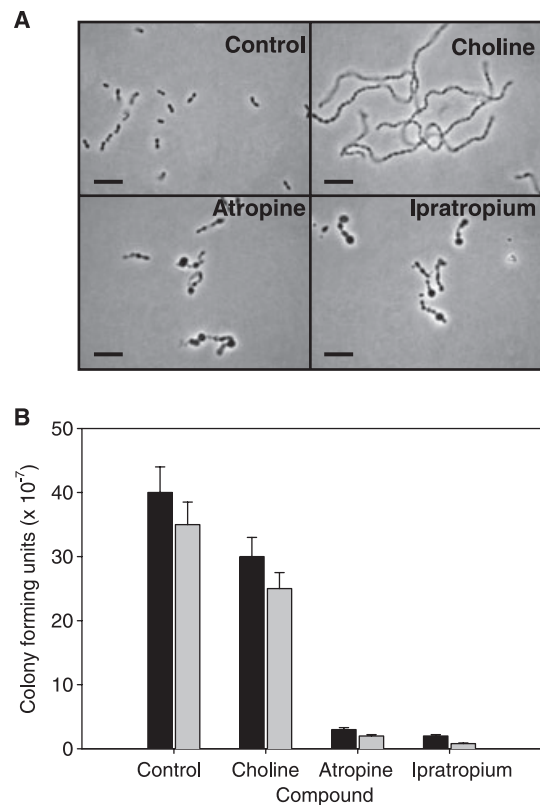 A
Control
Choline
Atropine
Ipratropium
B
Colony forming units (x 10⁻⁷)
50
40
30
20
10
0
Control Choline Atropine Ipratropium
Compound